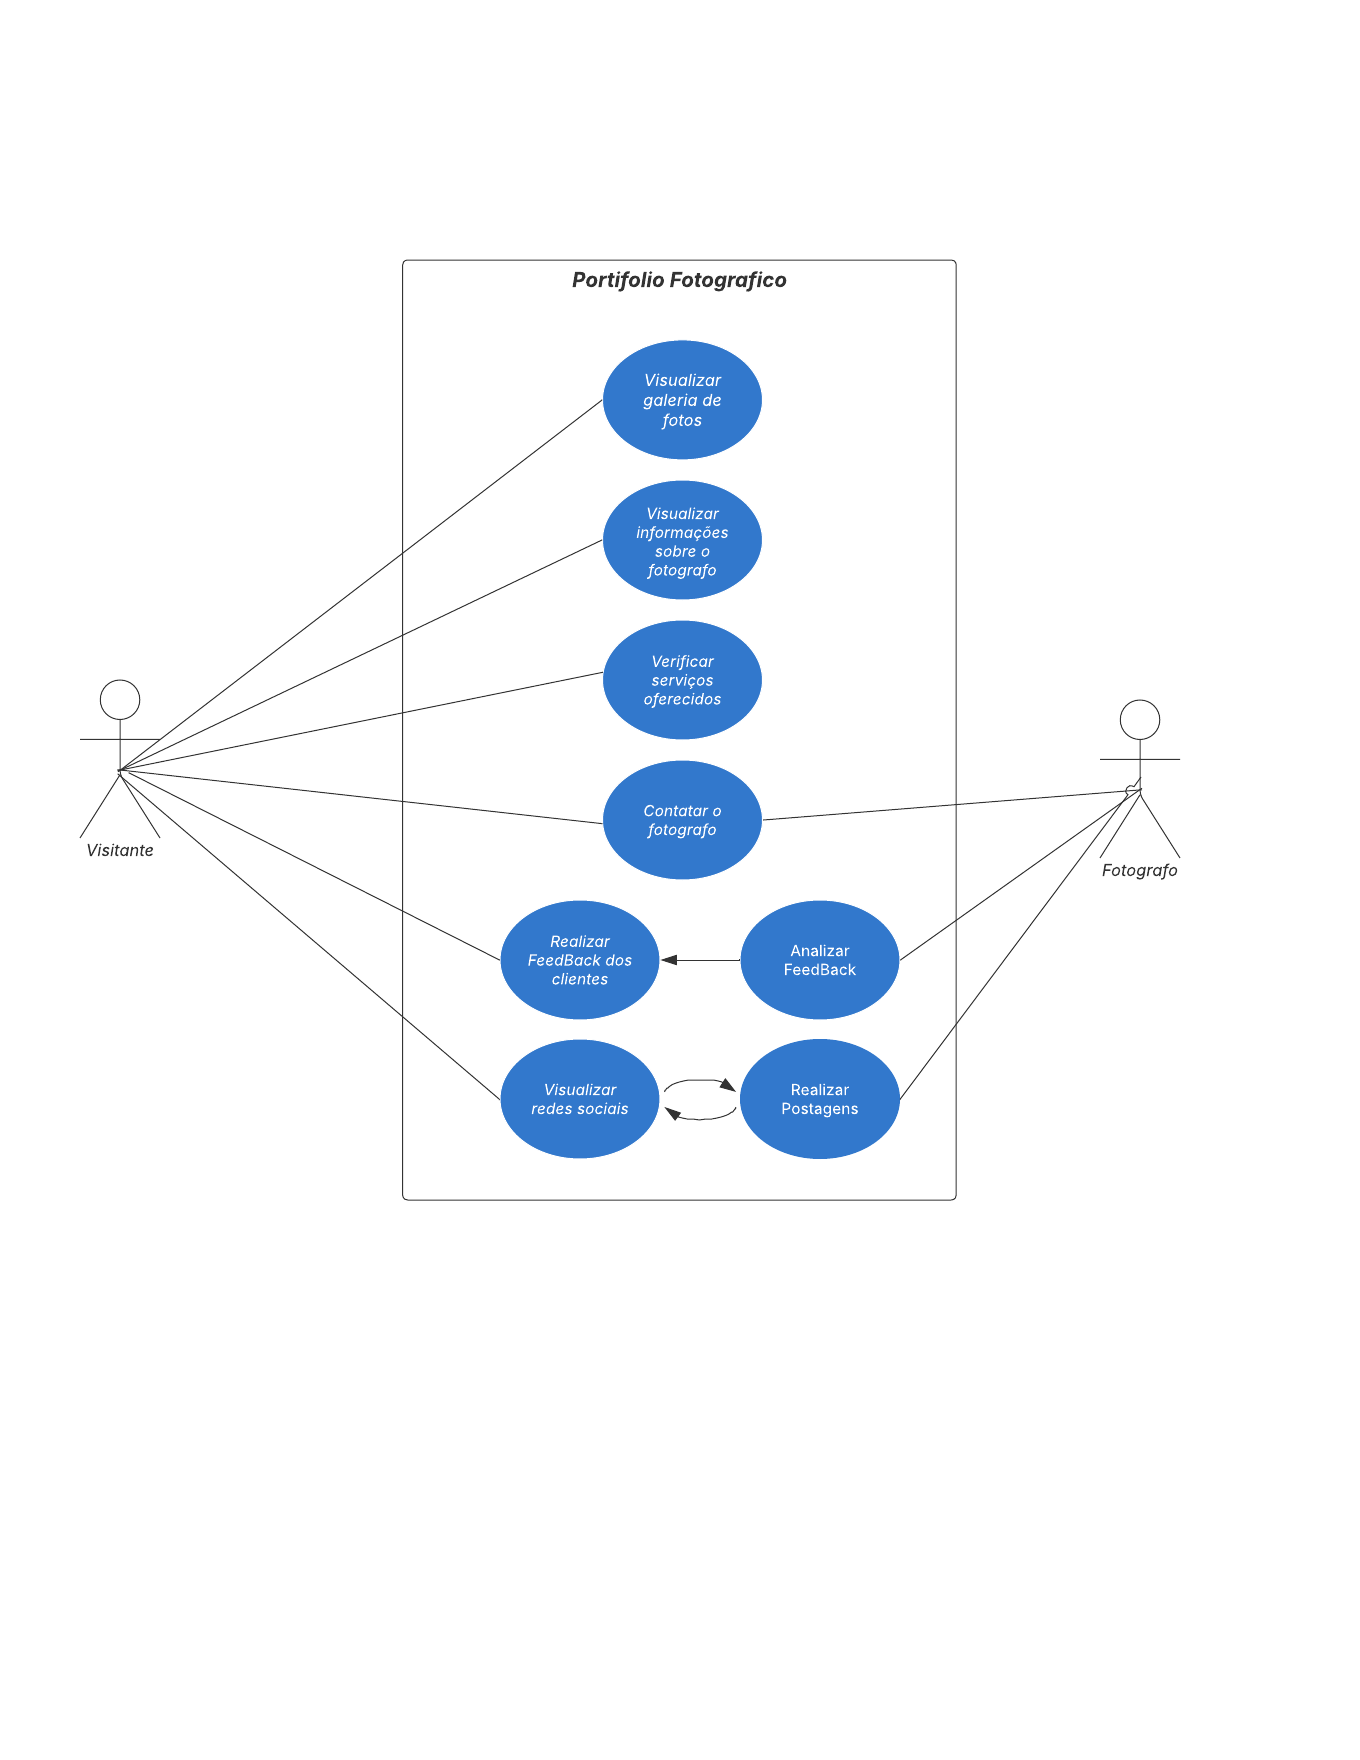 Portifolio Fotografico
Visualizar
galeria de
fotos
Visualizar
informações
sobre o
fotografo
Verificar
serviços
oferecidos
Contatar o
fotografo
Visitante
Fotografo
Realizar
FeedBack dos
clientes
Analizar
FeedBack
Visualizar
redes sociais
Realizar
Postagens